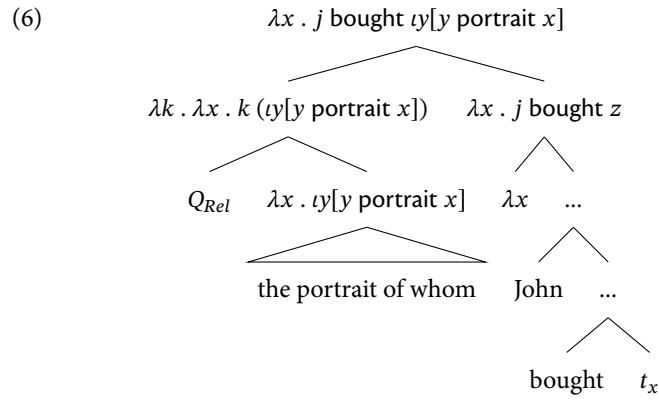 (6) λx . j bought ιy[y portrait x]
λk . λx . k (ιy[y portrait x]) λx . j bought z
Q_Rel λx . ιy[y portrait x] λx ...
the portrait of whom John ...
bought t_x